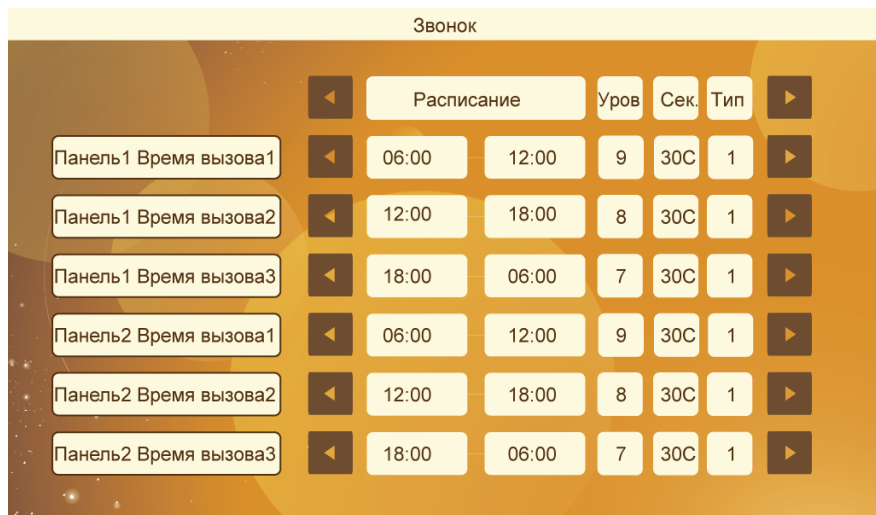 Звонок
Расписание Уров Сек. Тип
Панель1 Время вызова1 06:00 12:00 9 30С 1
Панель1 Время вызова2 12:00 18:00 8 30С 1
Панель1 Время вызова3 18:00 06:00 7 30С 1
Панель2 Время вызова1 06:00 12:00 9 30С 1
Панель2 Время вызова2 12:00 18:00 8 30С 1
Панель2 Время вызова3 18:00 06:00 7 30С 1